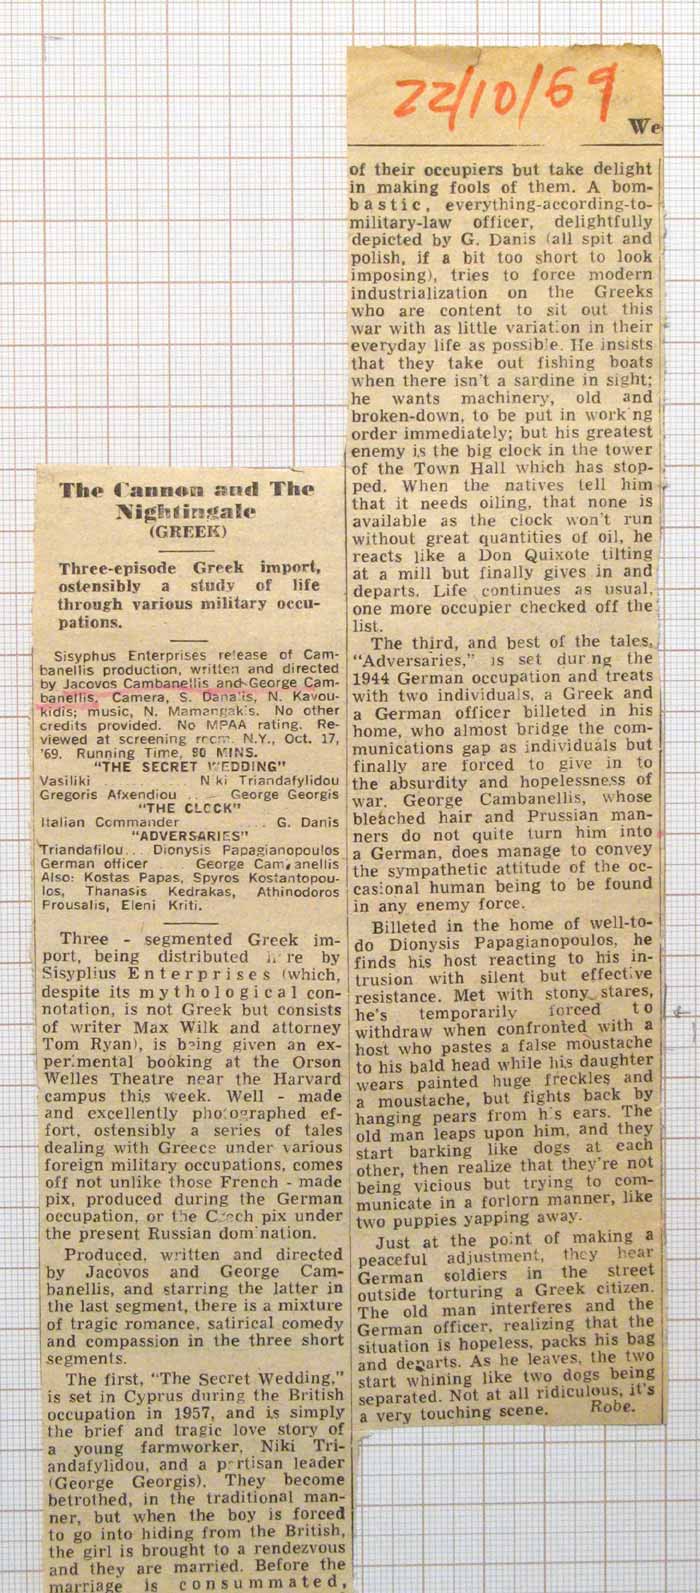 The Cannon and The
Nightingale
(GREEK)
Three-episode Greek import,
ostensibly a study of life
through various military occu-
pations.
Sisyphus Enterprises release of Cam-
banellis production, written and directed
by Jacovos Cambanellis and George Cam-
banellis. Camera, S. Danalis, N. Kavou-
kidis; music, N. Mamangakis. No other
credits provided. No MPAA rating. Re-
viewed at screening room. N.Y., Oct. 17,
'69. Running Time, 90 MINS.
"THE SECRET WEDDING"
Vasiliki Niki Triandafylidou
Gregoris Afxendiou .. George Georgis
"THE CLOCK"
Italian Commander ........ G. Danis
"ADVERSARIES"
Triandafilou... Dionysis Papagianopoulos
German officer .... George Cambanellis
Also: Kostas Papas, Spyros Kostantopou-
los, Thanasis Kedrakas, Athinodoros
Prousalis, Eleni Kriti.
Three - segmented Greek im-
port, being distributed here by
Sisyplius Enterprises (which,
despite its mythological con-
notation, is not Greek but consists
of writer Max Wilk and attorney
Tom Ryan), is being given an ex-
perimental booking at the Orson
Welles Theatre near the Harvard
campus this week. Well - made
and excellently photographed ef-
fort, ostensibly a series of tales
dealing with Greece under various
foreign military occupations, comes
off not unlike those French - made
pix, produced during the German
occupation, or the Czech pix under
the present Russian domination.
Produced, written and directed
by Jacovos and George Cam-
banellis, and starring the latter in
the last segment, there is a mixture
of tragic romance, satirical comedy
and compassion in the three short
segments.
The first, "The Secret Wedding,"
is set in Cyprus during the British
occupation in 1957, and is simply
the brief and tragic love story of
a young farmworker, Niki Tri-
andafylidou, and a partisan leader
(George Georgis). They become
betrothed, in the traditional man-
ner, but when the boy is forced
to go into hiding from the British,
the girl is brought to a rendezvous
and they are married. Before the
marriage is consummated,
22/10/69
We
of their occupiers but take delight
in making fools of them. A bom-
bastic, everything-according-to-
military-law officer, delightfully
depicted by G. Danis (all spit and
polish, if a bit too short to look
imposing), tries to force modern
industrialization on the Greeks
who are content to sit out this
war with as little variation in their
everyday life as possible. He insists
that they take out fishing boats
when there isn't a sardine in sight;
he wants machinery, old and
broken-down, to be put in working
order immediately; but his greatest
enemy is the big clock in the tower
of the Town Hall which has stop-
ped. When the natives tell him
that it needs oiling, that none is
available as the clock won't run
without great quantities of oil, he
reacts like a Don Quixote tilting
at a mill but finally gives in and
departs. Life continues as usual,
one more occupier checked off the
list.
The third, and best of the tales,
"Adversaries," is set during the
1944 German occupation and treats
with two individuals, a Greek and
a German officer billeted in his
home, who almost bridge the com-
munications gap as individuals but
finally are forced to give in to
the absurdity and hopelessness of
war. George Cambanellis, whose
bleached hair and Prussian man-
ners do not quite turn him into
a German, does manage to convey
the sympathetic attitude of the oc-
casional human being to be found
in any enemy force.
Billeted in the home of well-to-
do Dionysis Papagianopoulos, he
finds his host reacting to his in-
trusion with silent but effective
resistance. Met with stony stares,
he's temporarily forced to
withdraw when confronted with a
host who pastes a false moustache
to his bald head while his daughter
wears painted huge freckles and
a moustache, but fights back by
hanging pears from his ears. The
old man leaps upon him, and they
start barking like dogs at each
other, then realize that they're not
being vicious but trying to com-
municate in a forlorn manner, like
two puppies yapping away.
Just at the point of making a
peaceful adjustment, they hear
German soldiers in the street
outside torturing a Greek citizen.
The old man interferes and the
German officer, realizing that the
situation is hopeless, packs his bag
and departs. As he leaves, the two
start whining like two dogs being
separated. Not at all ridiculous, it's
a very touching scene. Robe.